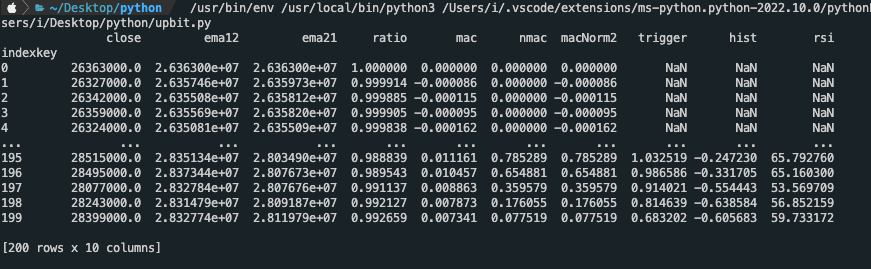 ~/Desktop/python /usr/bin/env /usr/local/bin/python3 /Users/i/.vscode/extensions/ms-python.python-2022.10.0/python
sers/i/Desktop/python/upbit.py
close ema12 ema21 ratio mac nmac macNorm2 trigger hist rsi
indexkey
0 26363000.0 2.636300e+07 2.636300e+07 1.000000 0.000000 0.000000 0.000000 NaN NaN NaN
1 26327000.0 2.635746e+07 2.635973e+07 0.999914 -0.000086 0.000000 -0.000086 NaN NaN NaN
2 26342000.0 2.635508e+07 2.635812e+07 0.999885 -0.000115 0.000000 -0.000115 NaN NaN NaN
3 26359000.0 2.635569e+07 2.635820e+07 0.999905 -0.000095 0.000000 -0.000095 NaN NaN NaN
4 26324000.0 2.635081e+07 2.635509e+07 0.999838 -0.000162 0.000000 -0.000162 NaN NaN NaN
... ... ... ... ... ... ... ... ... ... ...
195 28515000.0 2.835134e+07 2.803490e+07 0.988839 0.011161 0.785289 0.785289 1.032519 -0.247230 65.792760
196 28495000.0 2.837344e+07 2.807673e+07 0.989543 0.010457 0.654881 0.654881 0.986586 -0.331705 65.160300
197 28077000.0 2.832784e+07 2.807676e+07 0.991137 0.008863 0.359579 0.359579 0.914021 -0.554443 53.569709
198 28243000.0 2.831479e+07 2.809187e+07 0.992127 0.007873 0.176055 0.176055 0.814639 -0.638584 56.852159
199 28399000.0 2.832774e+07 2.811979e+07 0.992659 0.007341 0.077519 0.077519 0.683202 -0.605683 59.733172
[200 rows x 10 columns]